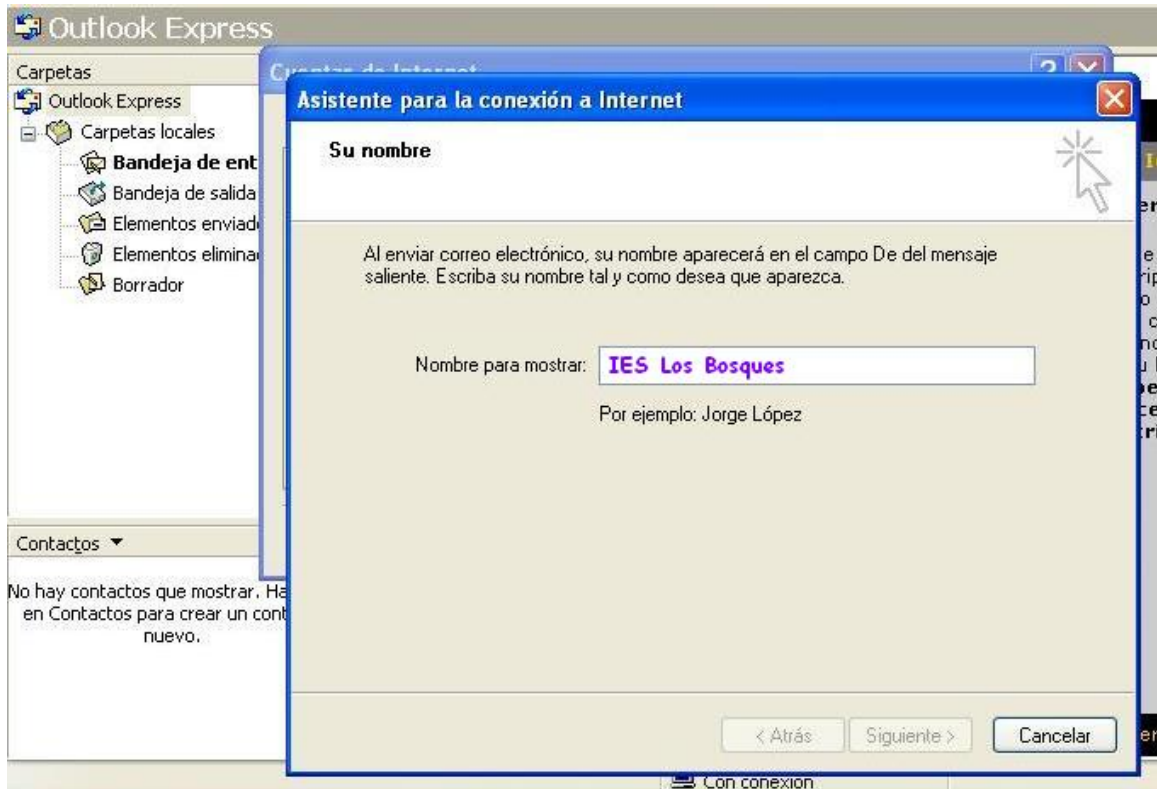 Outlook Express
Carpetas
Outlook Express
Carpetas locales
Bandeja de ent
Bandeja de salida
Elementos enviad
Elementos elimina
Borrador
Contactos
No hay contactos que mostrar. Ha
en Contactos para crear un cont
nuevo.
Cuentas de Internet
Asistente para la conexión a Internet
Su nombre
Al enviar correo electrónico, su nombre aparecerá en el campo De del mensaje
saliente. Escriba su nombre tal y como desea que aparezca.
Nombre para mostrar: IES Los Bosques
Por ejemplo: Jorge López
< Atrás Siguiente > Cancelar
Con conexión